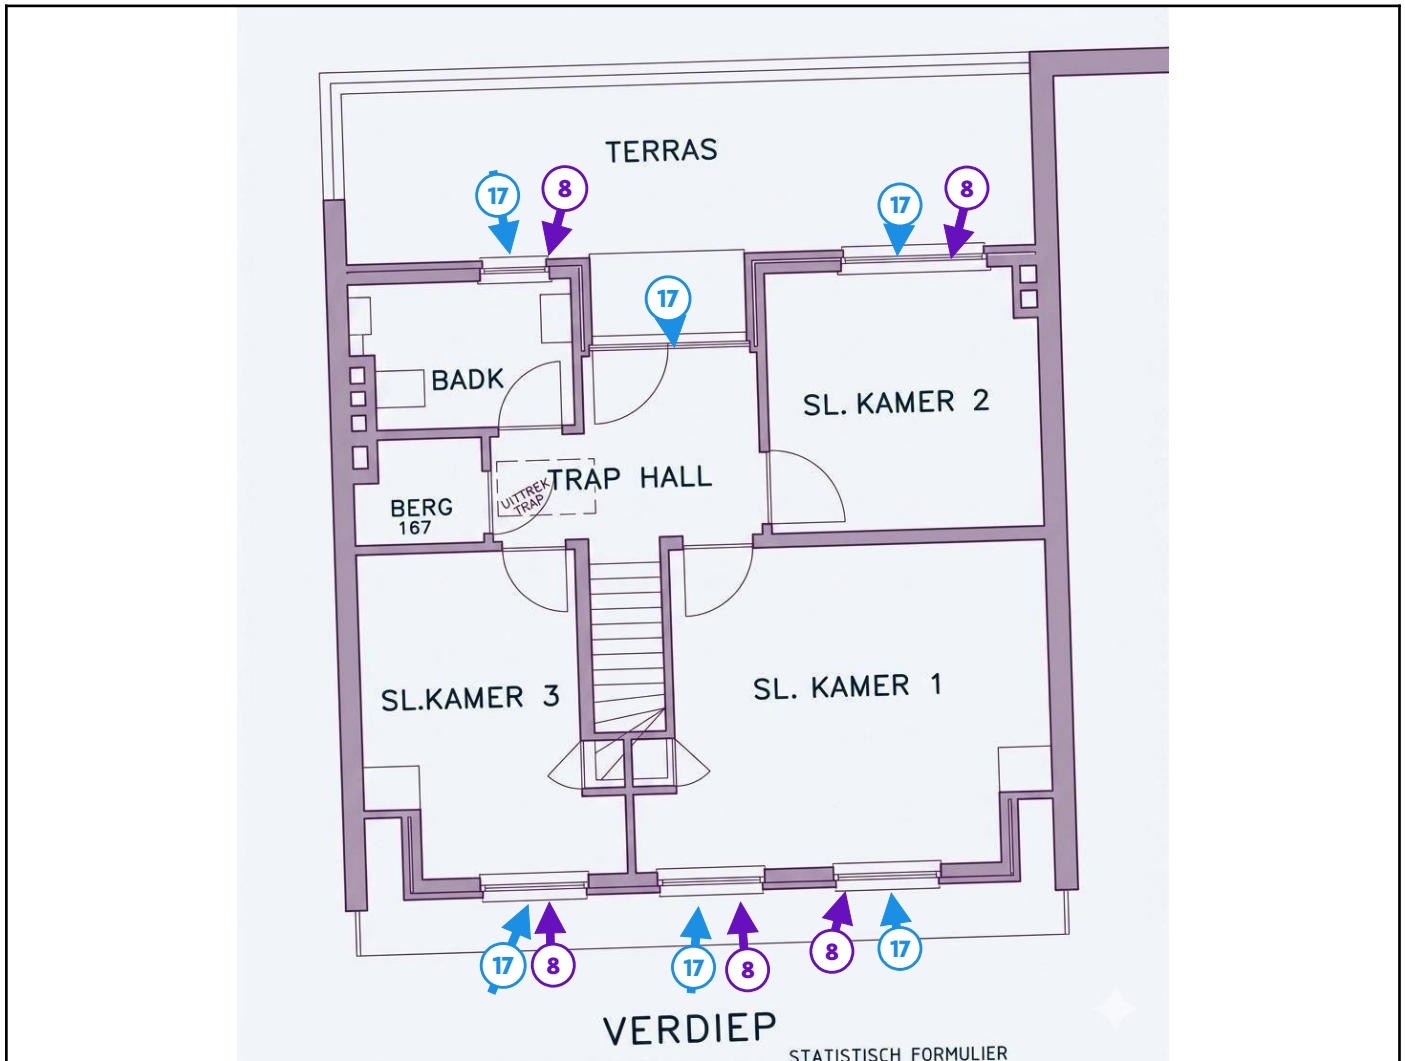 TERRAS
17
8
17
8
17
BADK
SL. KAMER 2
TRAP HALL
UITTREK
TRAP
BERG
167
SL.KAMER 3
SL. KAMER 1
17
8
17
8
8
17
VERDIEP
STATISTISCH FORMULIER